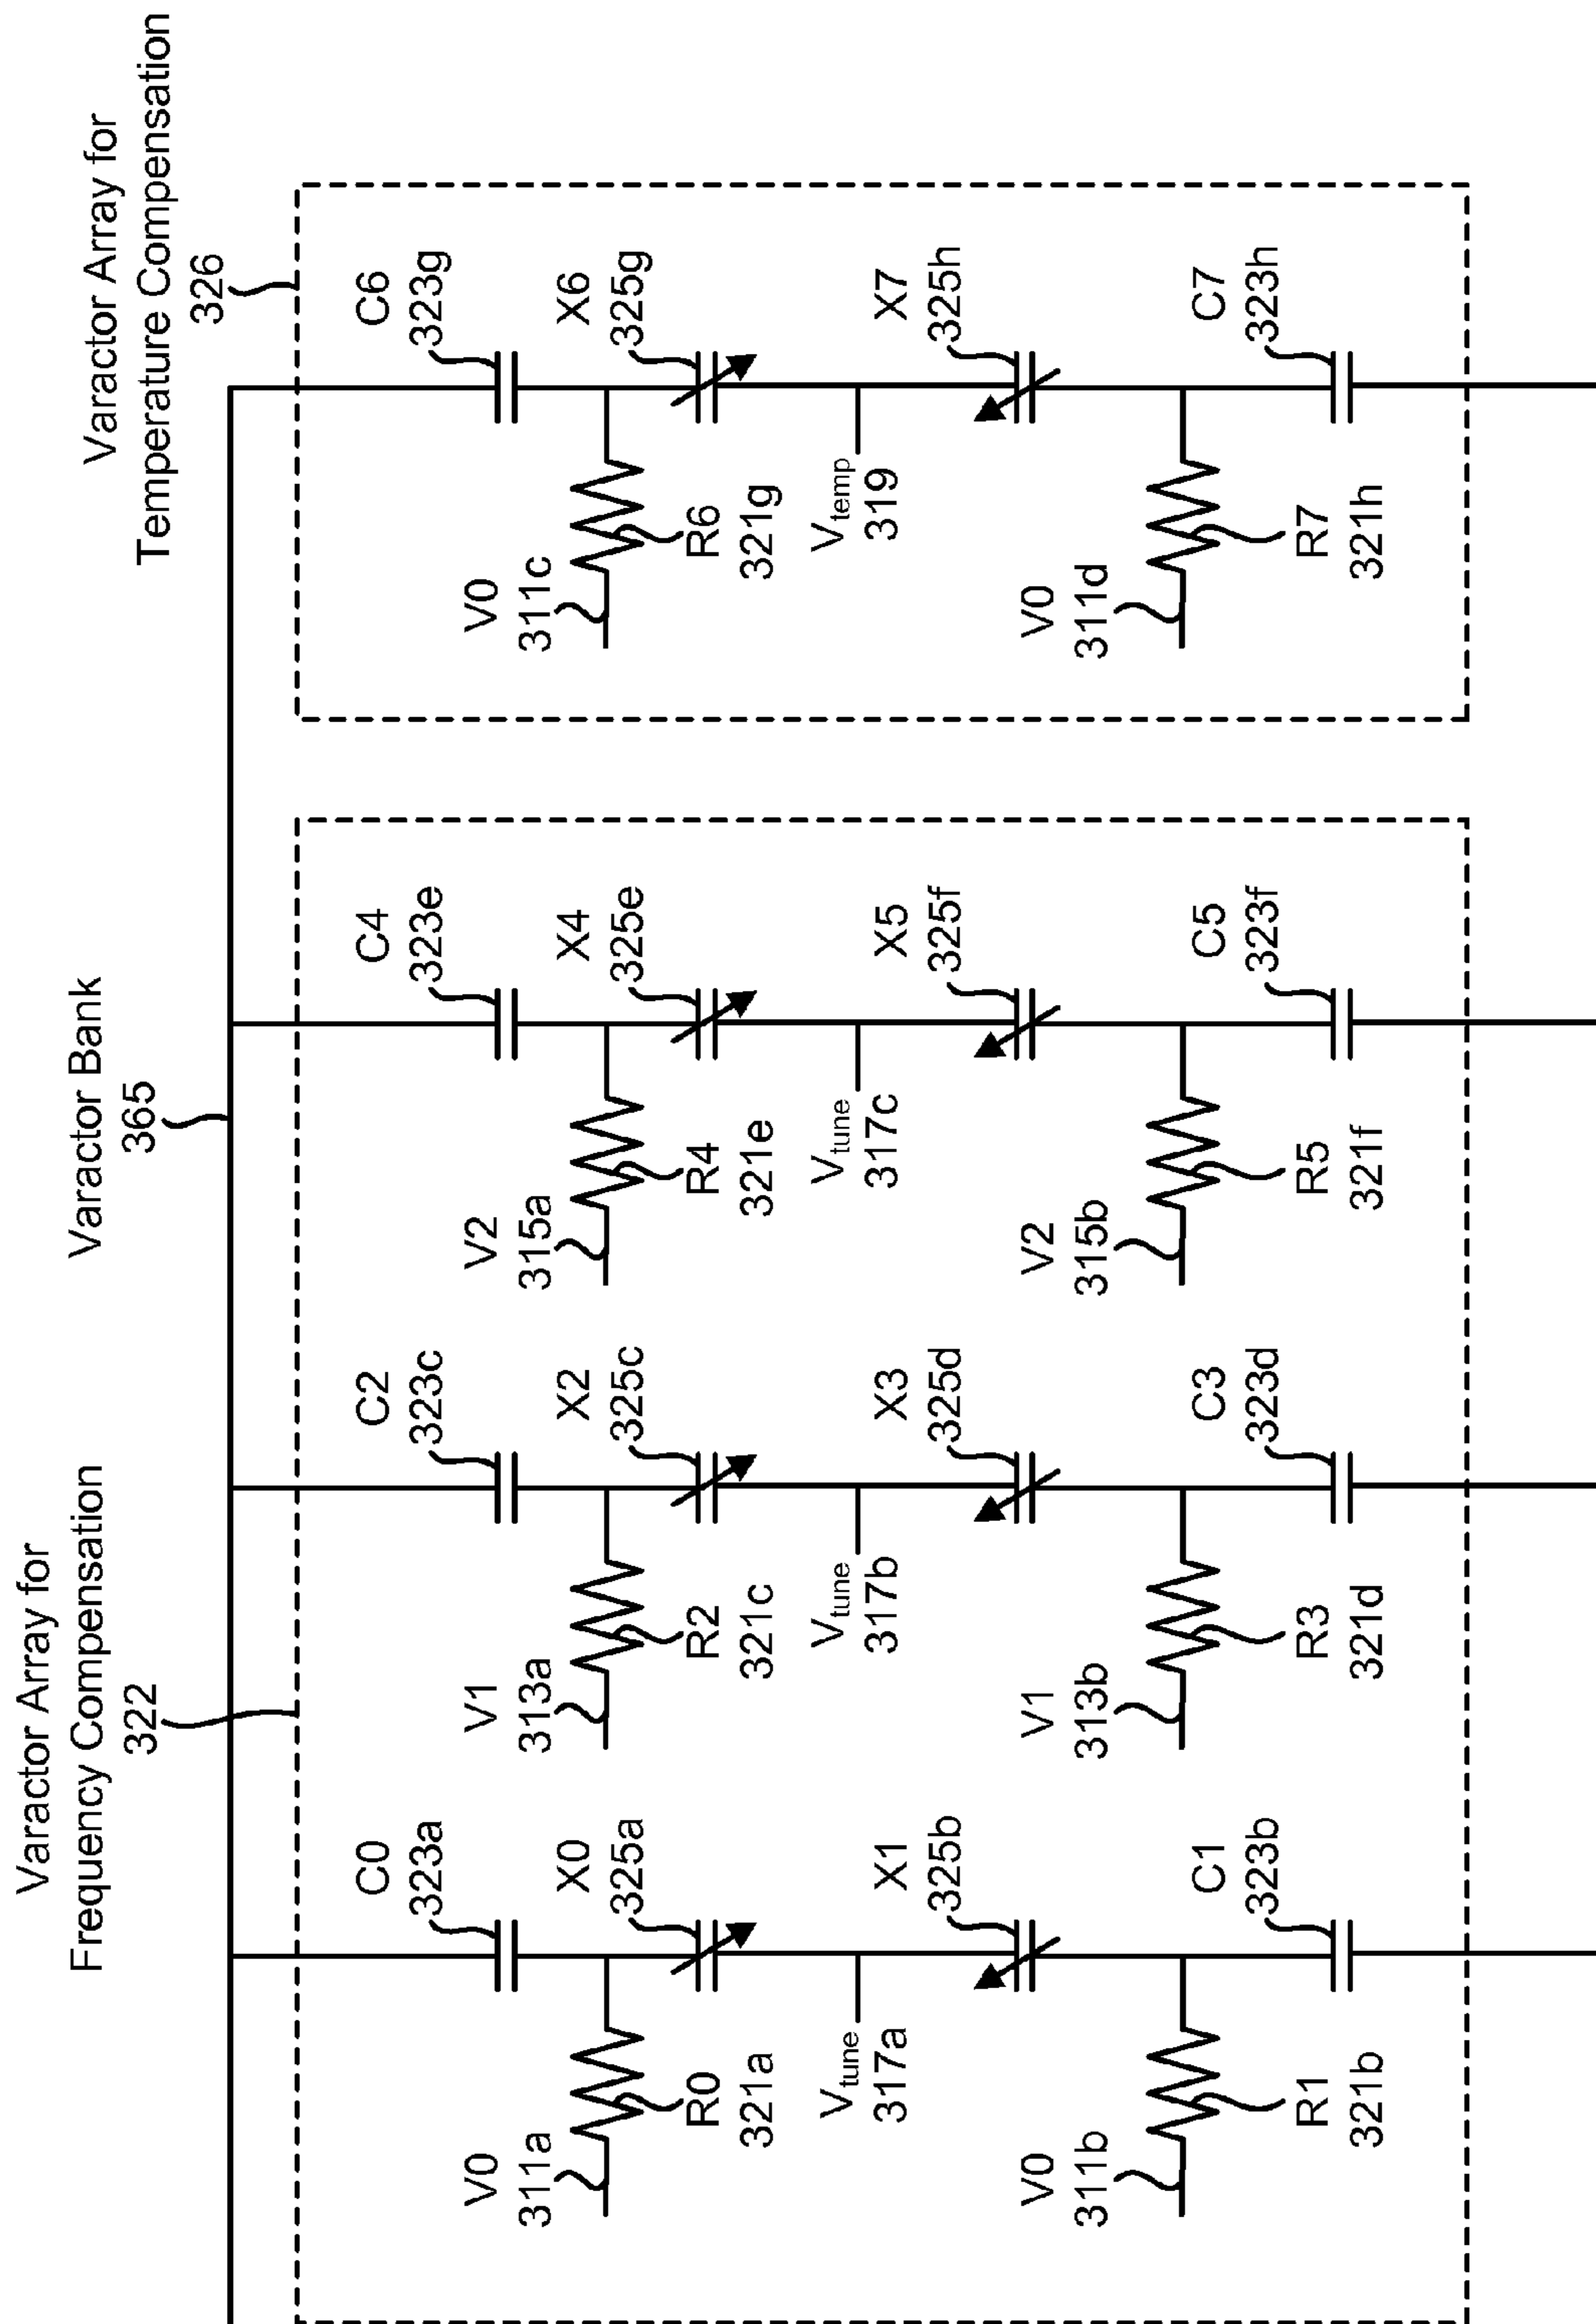 Varactor Array for
Frequency Compensation
322
Varactor Bank
365
Varactor Array for
Temperature Compensation
326
C0
323a
V0
311a
X0
325a
R0
321a
V_tune
317a
X1
325b
V0
311b
C1
323b
R1
321b
C2
323c
V1
313a
X2
325c
R2
321c
V_tune
317b
X3
325d
V1
313b
C3
323d
R3
321d
C4
323e
V2
315a
X4
325e
R4
321e
V_tune
317c
X5
325f
V2
315b
C5
323f
R5
321f
C6
323g
V0
311c
X6
325g
R6
321g
V_temp
319
X7
325h
V0
311d
C7
323h
R7
321h